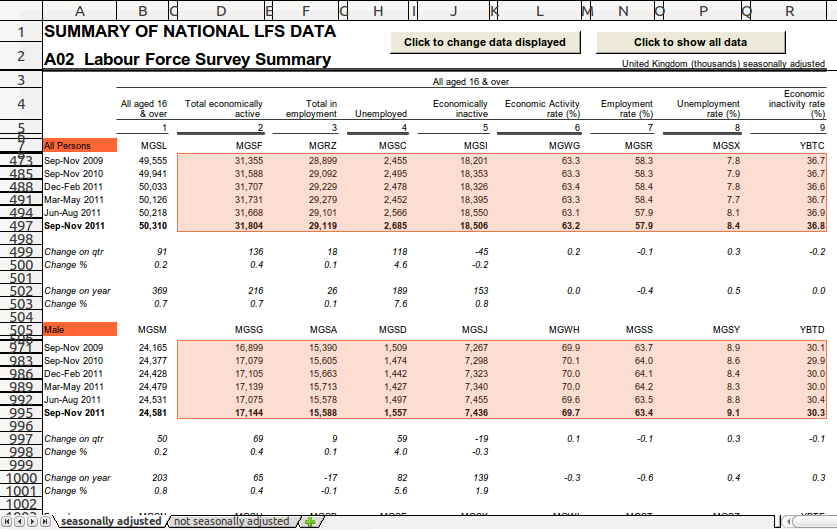 A B C D E F G H I J K L M N O P Q R
1 SUMMARY OF NATIONAL LFS DATA
Click to change data displayed Click to show all data
2 A02 Labour Force Survey Summary
United Kingdom (thousands) seasonally adjusted
3 All aged 16 & over
4 All aged 16 & over Total economically active Total in employment Unemployed Economically inactive Economic Activity rate (%) Employment rate (%) Unemployment rate (%) Economic inactivity rate (%)
5 1 2 3 4 5 6 7 8 9
7 All Persons MGSL MGSF MGRZ MGSC MGSI MGWG MGSR MGSX YBTC
473 Sep-Nov 2009 49,555 31,355 28,899 2,455 18,201 63.3 58.3 7.8 36.7
485 Sep-Nov 2010 49,941 31,588 29,092 2,495 18,353 63.3 58.3 7.9 36.7
488 Dec-Feb 2011 50,033 31,707 29,229 2,478 18,326 63.4 58.4 7.8 36.6
491 Mar-May 2011 50,126 31,731 29,279 2,452 18,395 63.3 58.4 7.7 36.7
494 Jun-Aug 2011 50,218 31,668 29,101 2,566 18,550 63.1 57.9 8.1 36.9
497 Sep-Nov 2011 50,310 31,804 29,119 2,685 18,506 63.2 57.9 8.4 36.8
498
499 Change on qtr 91 136 18 118 -45 0.2 -0.1 0.3 -0.2
500 Change % 0.2 0.4 0.1 4.6 -0.2
501
502 Change on year 369 216 26 189 153 0.0 -0.4 0.5 0.0
503 Change % 0.7 0.7 0.1 7.6 0.8
504
505 Male MGSM MGSG MGSA MGSD MGSJ MGWH MGSS MGSY YBTD
971 Sep-Nov 2009 24,165 16,899 15,390 1,509 7,267 69.9 63.7 8.9 30.1
983 Sep-Nov 2010 24,377 17,079 15,605 1,474 7,298 70.1 64.0 8.6 29.9
986 Dec-Feb 2011 24,428 17,105 15,663 1,442 7,323 70.0 64.1 8.4 30.0
989 Mar-May 2011 24,479 17,139 15,713 1,427 7,340 70.0 64.2 8.3 30.0
992 Jun-Aug 2011 24,531 17,075 15,578 1,497 7,455 69.6 63.5 8.8 30.4
995 Sep-Nov 2011 24,581 17,144 15,588 1,557 7,436 69.7 63.4 9.1 30.3
996
997 Change on qtr 50 69 9 59 -19 0.1 -0.1 0.3 -0.1
998 Change % 0.2 0.4 0.1 4.0 -0.3
999
1000 Change on year 203 65 -17 82 139 -0.3 -0.6 0.4 0.3
1001 Change % 0.8 0.4 -0.1 5.6 1.9
1002
seasonally adjusted not seasonally adjusted